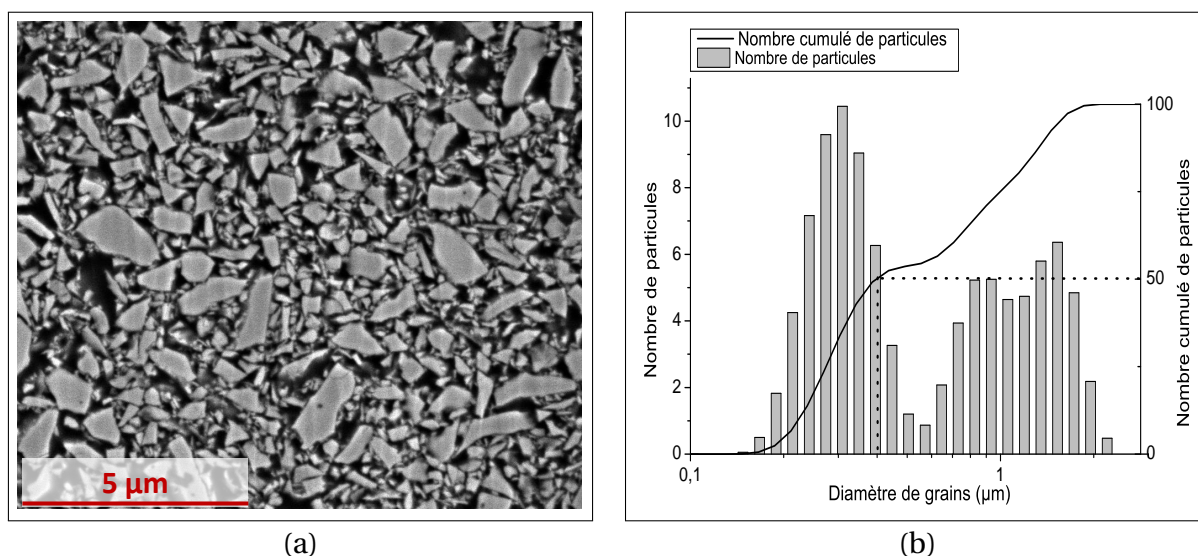 5 µm
(a)
Nombre cumulé de particules
Nombre de particules
Nombre de particules
10
8
6
4
2
0
100
50
0
Nombre cumulé de particules
0,1
1
Diamètre de grains (µm)
(b)